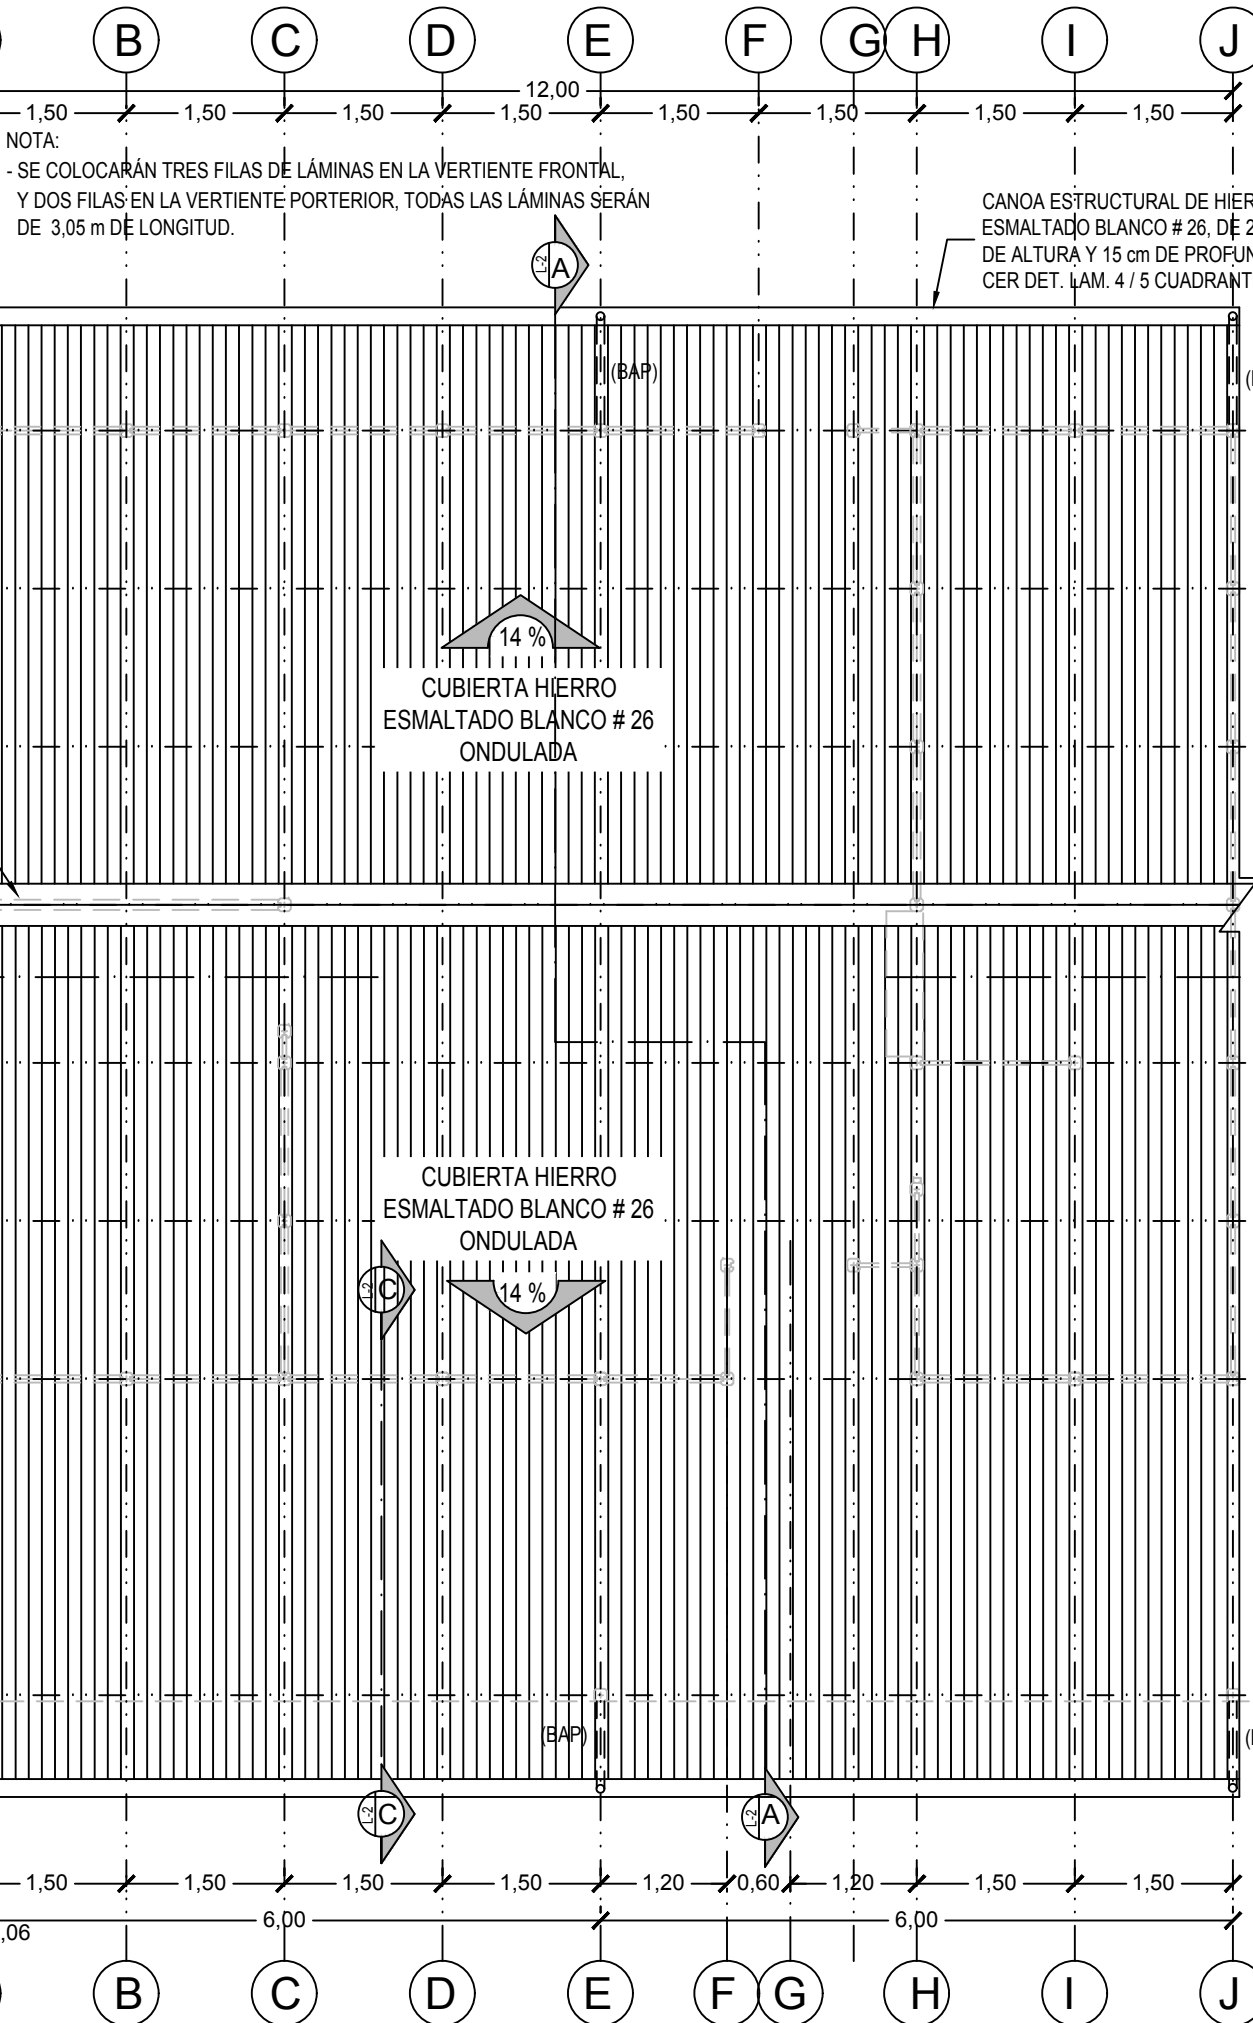 B C D E F G H I J
12,00
1,50 1,50 1,50 1,50 1,50 1,50 1,50 1,50
NOTA:
- SE COLOCARÁN TRES FILAS DE LÁMINAS EN LA VERTIENTE FRONTAL,
Y DOS FILAS EN LA VERTIENTE PORTERIOR, TODAS LAS LÁMINAS SERÁN
DE 3,05 m DE LONGITUD.
CANOA ESTRUCTURAL DE HIER
ESMALTADO BLANCO # 26, DE 2
DE ALTURA Y 15 cm DE PROFUN
CER DET. LAM. 4 / 5 CUADRANT
L-2 A
(BAP)
14 %
CUBIERTA HIERRO
ESMALTADO BLANCO # 26
ONDULADA
CUBIERTA HIERRO
ESMALTADO BLANCO # 26
ONDULADA
L-2 C
14 %
(BAP)
L-2 C
L-2 A
1,50 1,50 1,50 1,50 1,20 0,60 1,20 1,50 1,50
6,00 6,00
,06
B C D E F G H I J